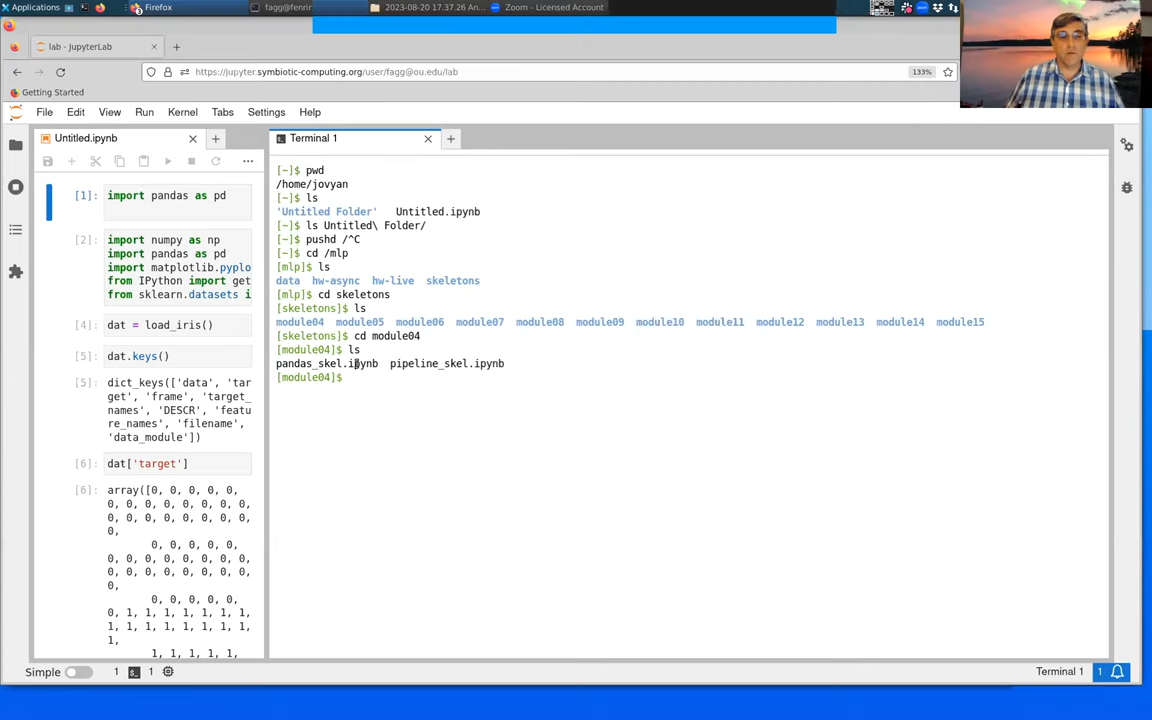 Applications
Firefox
fagg@fenrir
2023-08-20 17.37.26 An...
Zoom - Licensed Account
lab - JupyterLab
https://jupyter.symbiotic-computing.org/user/fagg@ou.edu/lab
133%
Getting Started
File Edit View Run Kernel Tabs Settings Help
Untitled.ipynb
[1]: import pandas as pd
[2]: import numpy as np
import pandas as pd
import matplotlib.pyplo
from IPython import get
from sklearn.datasets i
[4]: dat = load_iris()
[5]: dat.keys()
[5]: dict_keys(['data', 'tar
get', 'frame', 'target_
names', 'DESCR', 'featu
re_names', 'filename',
'data_module'])
[6]: dat['target']
[6]: array([0, 0, 0, 0, 0,
0, 0, 0, 0, 0, 0, 0, 0,
0, 0, 0, 0, 0, 0, 0, 0,
0,
0, 0, 0, 0, 0,
0, 0, 0, 0, 0, 0, 0, 0,
0, 0, 0, 0, 0, 0, 0, 0,
0,
0, 0, 0, 0, 0,
0, 1, 1, 1, 1, 1, 1, 1,
1, 1, 1, 1, 1, 1, 1, 1,
1,
1, 1, 1, 1, 1,
Terminal 1
[~]$ pwd
/home/jovyan
[~]$ ls
'Untitled Folder' Untitled.ipynb
[~]$ ls Untitled\ Folder/
[~]$ pushd /^C
[~]$ cd /mlp
[mlp]$ ls
data hw-async hw-live skeletons
[mlp]$ cd skeletons
[skeletons]$ ls
module04 module05 module06 module07 module08 module09 module10 module11 module12 module13 module14 module15
[skeletons]$ cd module04
[module04]$ ls
pandas_skel.ipynb pipeline_skel.ipynb
[module04]$
Simple
1
1
Terminal 1
1